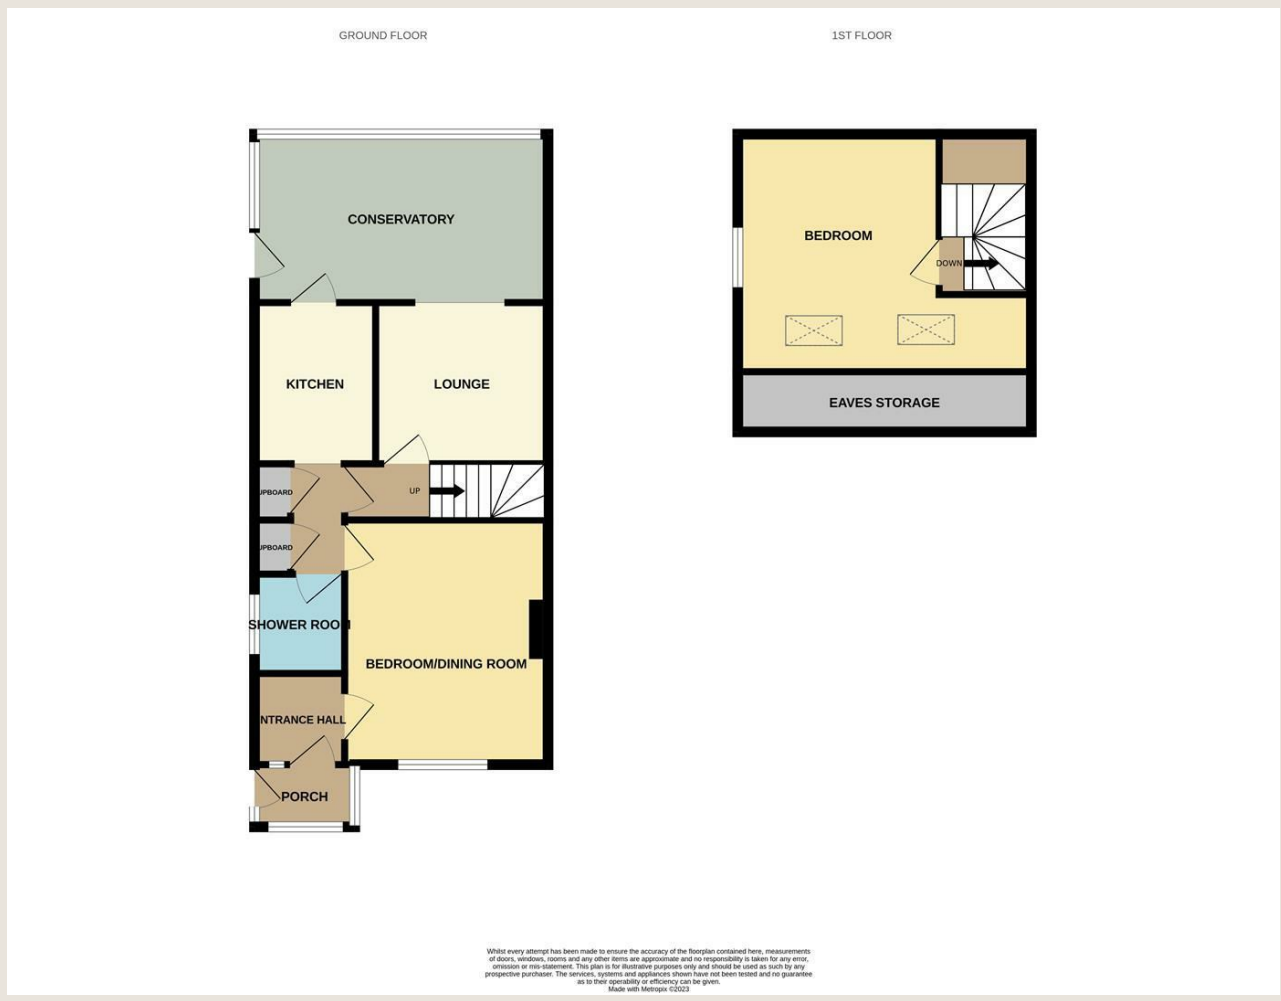 GROUND FLOOR
1ST FLOOR
CONSERVATORY
BEDROOM
DOWN
KITCHEN
LOUNGE
EAVES STORAGE
UPBOARD
UP
UPBOARD
SHOWER ROOM
BEDROOM/DINING ROOM
NTRANCE HALL
PORCH
Whilst every attempt has been made to ensure the accuracy of the floorplan contained here, measurements
of doors, windows, rooms and any other items are approximate and no responsibility is taken for any error,
omission or mis-statement. This plan is for illustrative purposes only and should be used as such by any
prospective purchaser. The services, systems and appliances shown have not been tested and no guarantee
as to their operability or efficiency can be given.
Made with Metropix ©2023